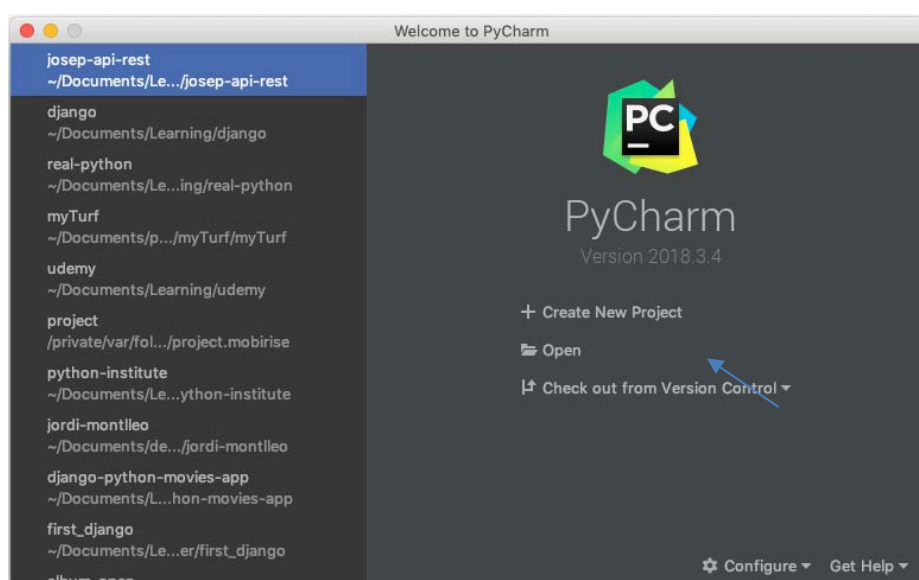 Welcome to PyCharm
josep-api-rest
~/Documents/Le.../josep-api-rest
django
~/Documents/Learning/django
real-python
~/Documents/Le...ing/real-python
myTurf
~/Documents/p.../myTurf/myTurf
udemy
~/Documents/Learning/udemy
project
/private/var/fol.../project.mobirise
python-institute
~/Documents/Le...ython-institute
jordi-montlleo
~/Documents/de.../jordi-montlleo
django-python-movies-app
~/Documents/L...hon-movies-app
first_django
~/Documents/Le...er/first_django
PC
PyCharm
Version 2018.3.4
Create New Project
Open
Check out from Version Control
Configure
Get Help